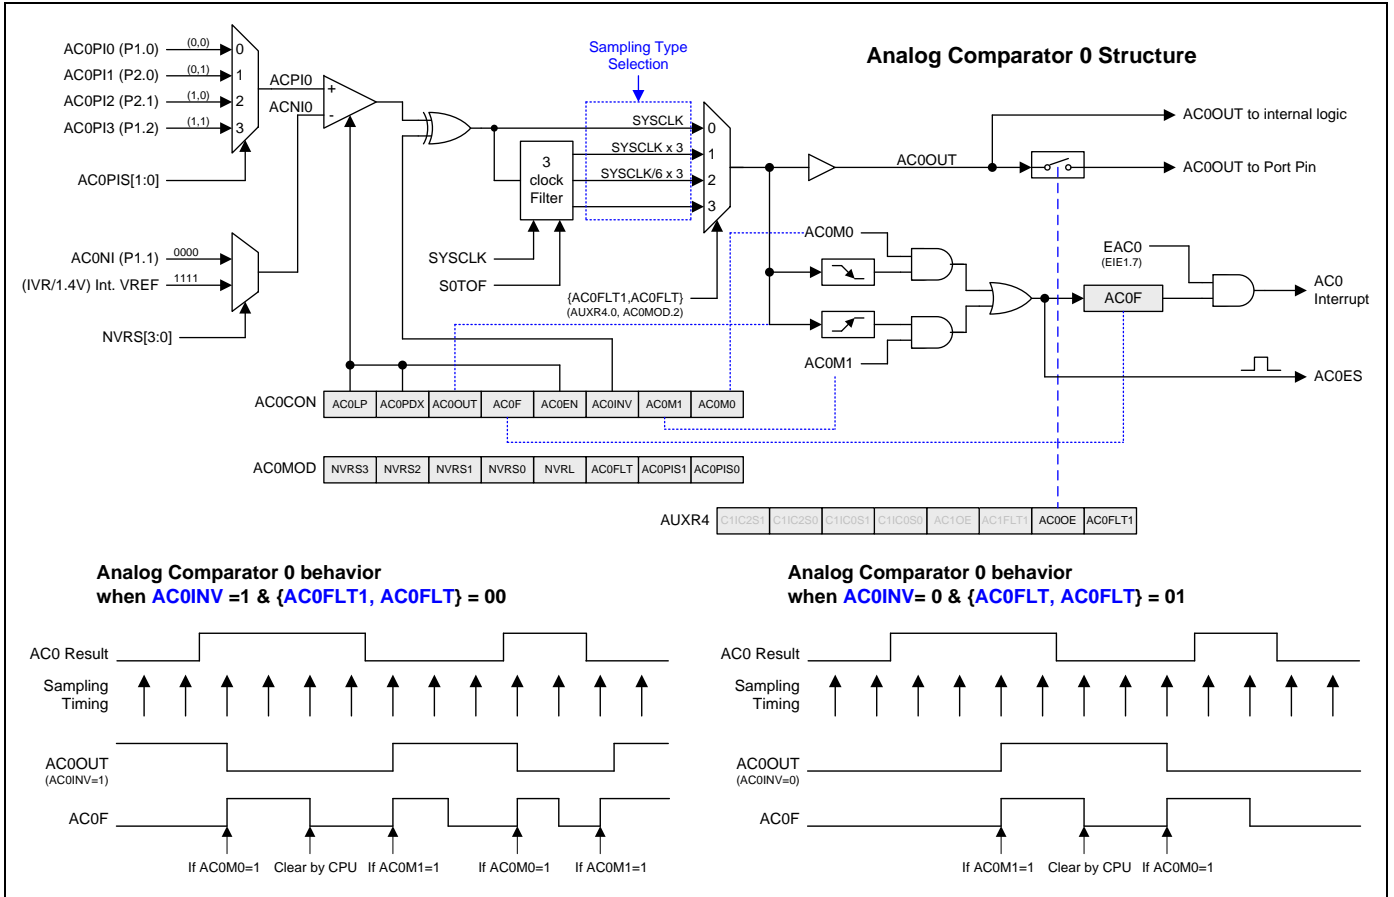 Analog Comparator 0 Structure
Sampling Type
Selection
AC0PI0 (P1.0)
(0,0)
0
AC0PI1 (P2.0)
(0,1)
1
AC0PI2 (P2.1)
(1,0)
2
AC0PI3 (P1.2)
(1,1)
3
AC0PIS[1:0]
ACPI0
ACNI0
+
-
AC0NI (P1.1)
0000
(IVR/1.4V) Int. VREF
1111
NVRS[3:0]
3
clock
Filter
SYSCLK
S0TOF
SYSCLK
0
SYSCLK x 3
1
SYSCLK/6 x 3
2
3
{AC0FLT1,AC0FLT}
(AUXR4.0, AC0MOD.2)
AC0OUT
AC0OUT to internal logic
AC0OUT to Port Pin
AC0M0
AC0M1
EAC0
(EIE1.7)
AC0F
AC0
Interrupt
AC0ES
AC0CON
AC0LP AC0PDX AC0OUT AC0F AC0EN AC0INV AC0M1 AC0M0
AC0MOD
NVRS3 NVRS2 NVRS1 NVRS0 NVRL AC0FLT AC0PIS1 AC0PIS0
AUXR4
C1IC2S1 C1IC2S0 C1IC0S1 C1IC0S0 AC1OE AC1FLT1 AC0OE AC0FLT1
Analog Comparator 0 behavior
when AC0INV =1 & {AC0FLT1, AC0FLT} = 00
AC0 Result
Sampling
Timing
AC0OUT
(AC0INV=1)
AC0F
If AC0M0=1 Clear by CPU If AC0M1=1 If AC0M0=1 If AC0M1=1
Analog Comparator 0 behavior
when AC0INV= 0 & {AC0FLT, AC0FLT} = 01
AC0 Result
Sampling
Timing
AC0OUT
(AC0INV=0)
AC0F
If AC0M1=1 Clear by CPU If AC0M0=1